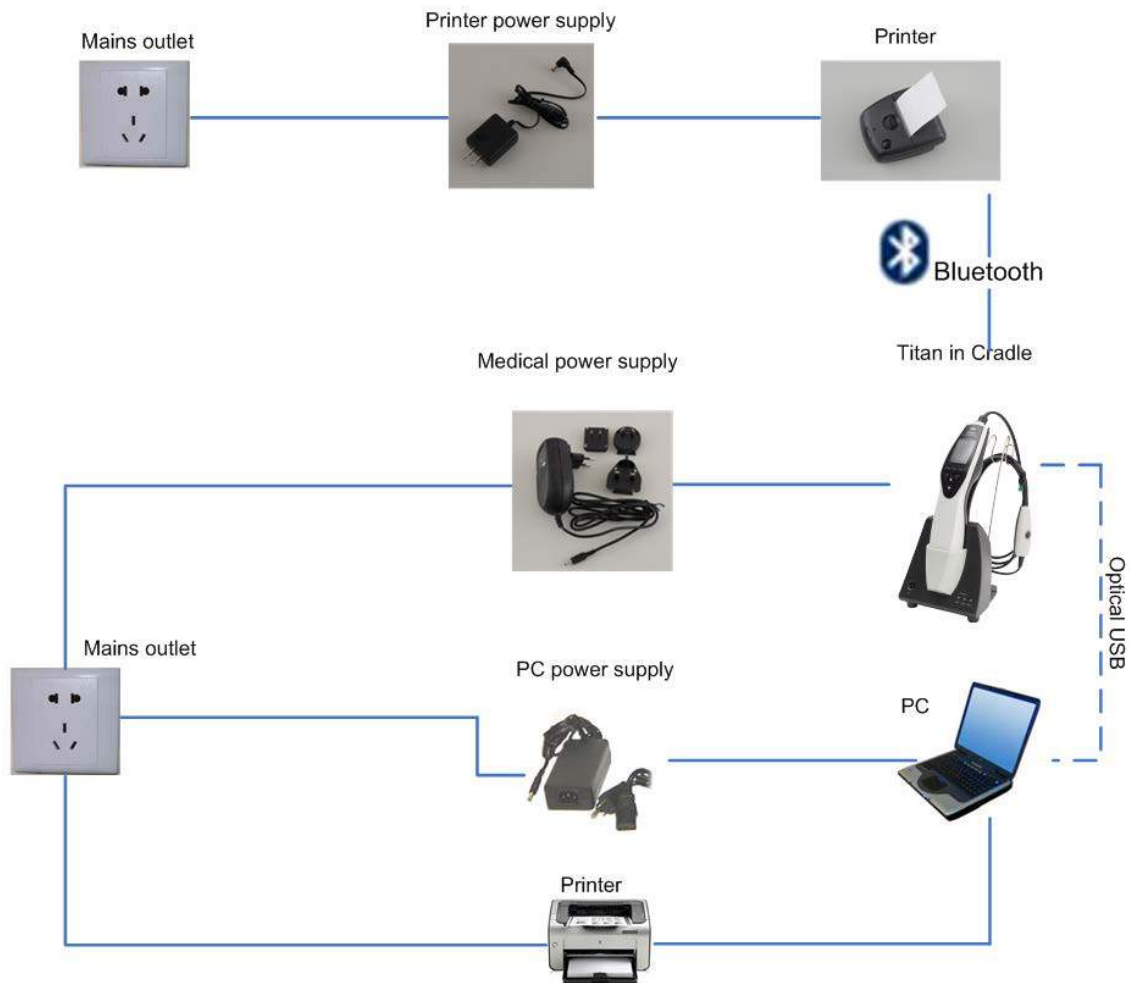 Printer power supply
Mains outlet
Printer
Bluetooth
Titan in Cradle
Medical power supply
Optical USB
Mains outlet
PC power supply
PC
Printer